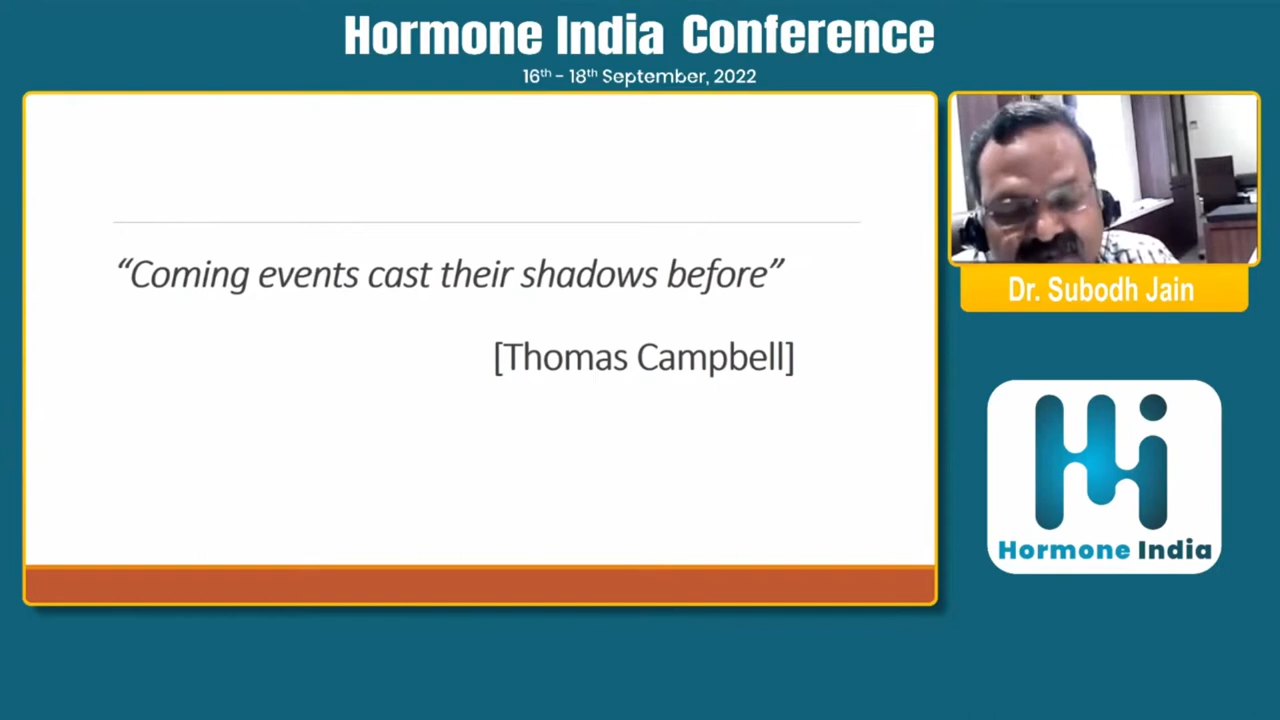 Hormone India Conference
16th - 18th September, 2022
“Coming events cast their shadows before”
[Thomas Campbell]
Dr. Subodh Jain
Hi
Hormone India